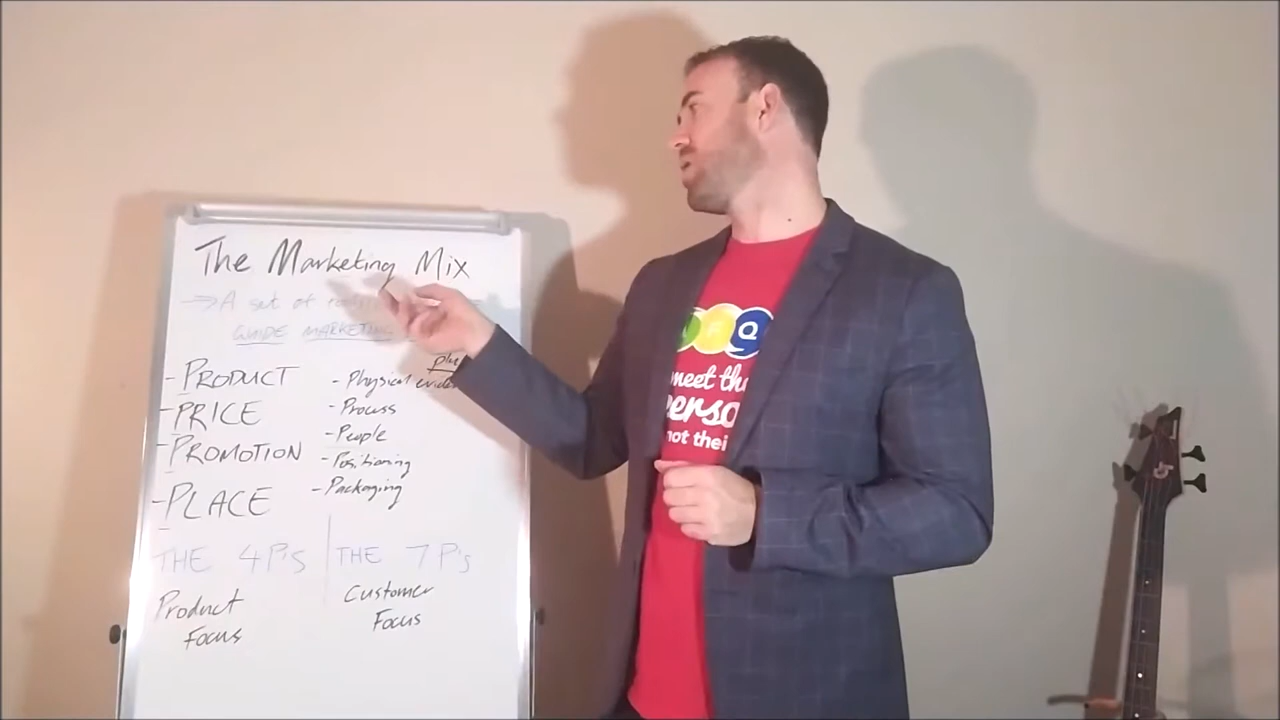 The Marketing Mix
→ A set of
GUIDE MARKETING
- PRODUCT
- PRICE
- PROMOTION
- PLACE
plus
- Physical
- Process
- People
- Positioning
- Packaging
THE 4P's
THE 7P's
Product
Focus
Customer
Focus
meet the
not thei